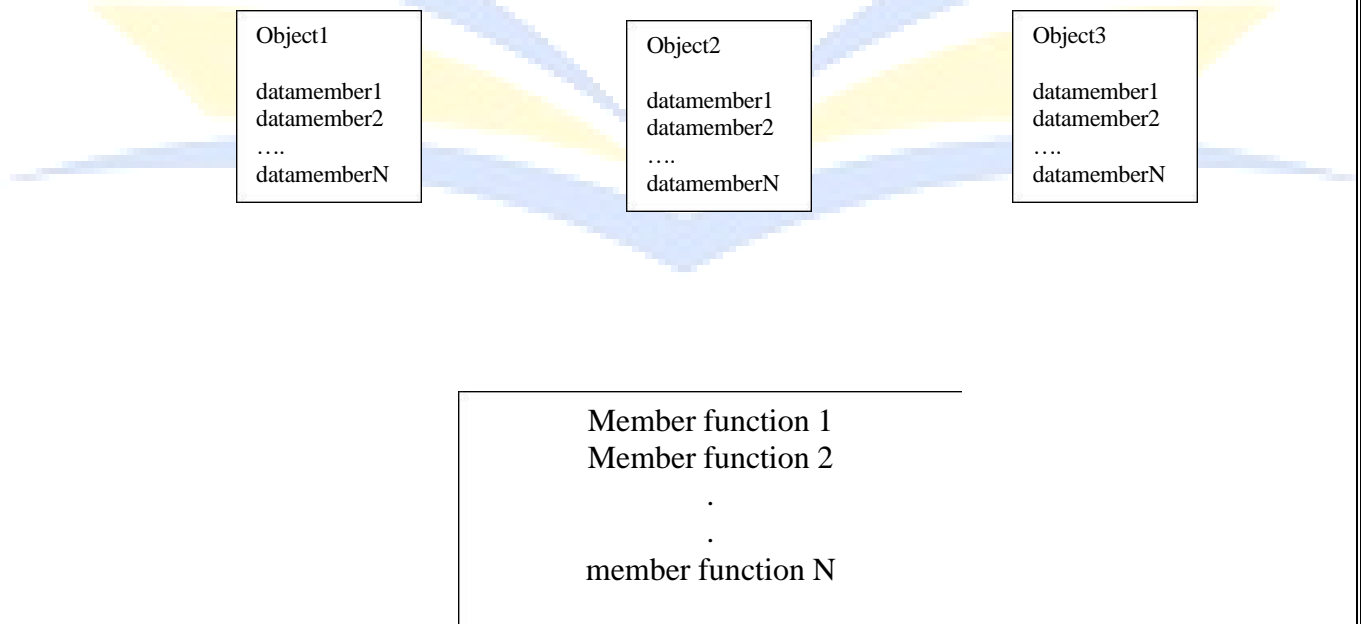 Object1
datamember1
datamember2
….
datamemberN
Object2
datamember1
datamember2
….
datamemberN
Object3
datamember1
datamember2
….
datamemberN
Member function 1
Member function 2
.
.
member function N